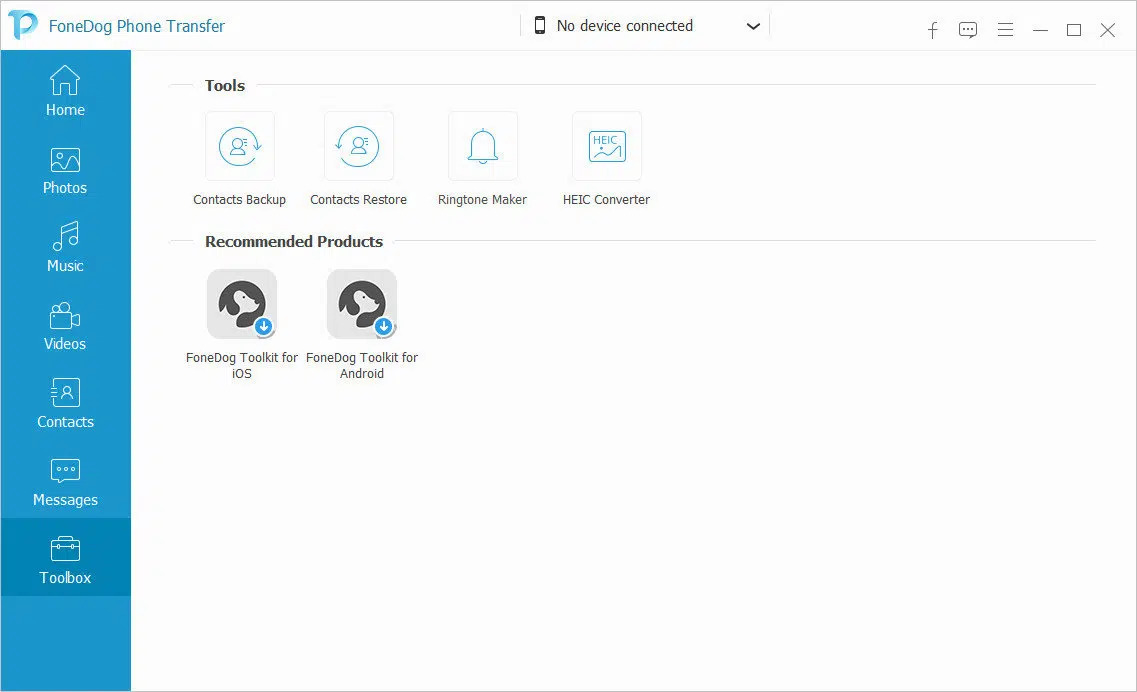 FoneDog Phone Transfer
No device connected
Home
Photos
Music
Videos
Contacts
Messages
Toolbox
Tools
Contacts Backup
Contacts Restore
Ringtone Maker
HEIC
HEIC Converter
Recommended Products
FoneDog Toolkit for
iOS
FoneDog Toolkit for
Android